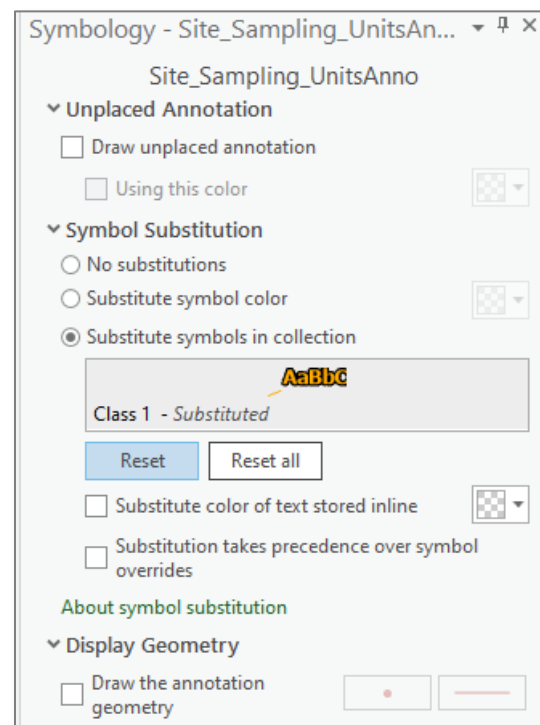 Symbology - Site_Sampling_UnitsAn...
Site_Sampling_UnitsAnno
Unplaced Annotation
Draw unplaced annotation
Using this color
Symbol Substitution
No substitutions
Substitute symbol color
Substitute symbols in collection
AaBbC
Class 1 - Substituted
Reset Reset all
Substitute color of text stored inline
Substitution takes precedence over symbol
overrides
About symbol substitution
Display Geometry
Draw the annotation
geometry